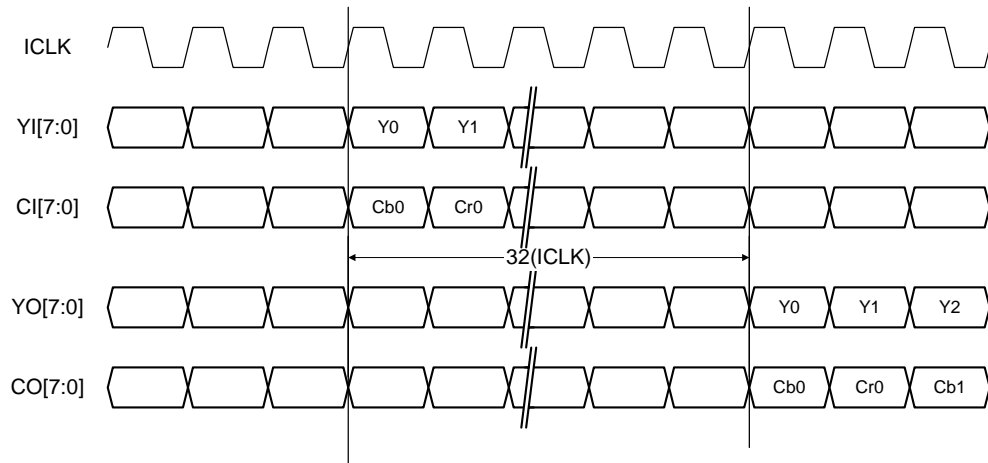 ICLK
YI[7:0] Y0 Y1
CI[7:0] Cb0 Cr0
32(ICLK)
YO[7:0] Y0 Y1 Y2
CO[7:0] Cb0 Cr0 Cb1